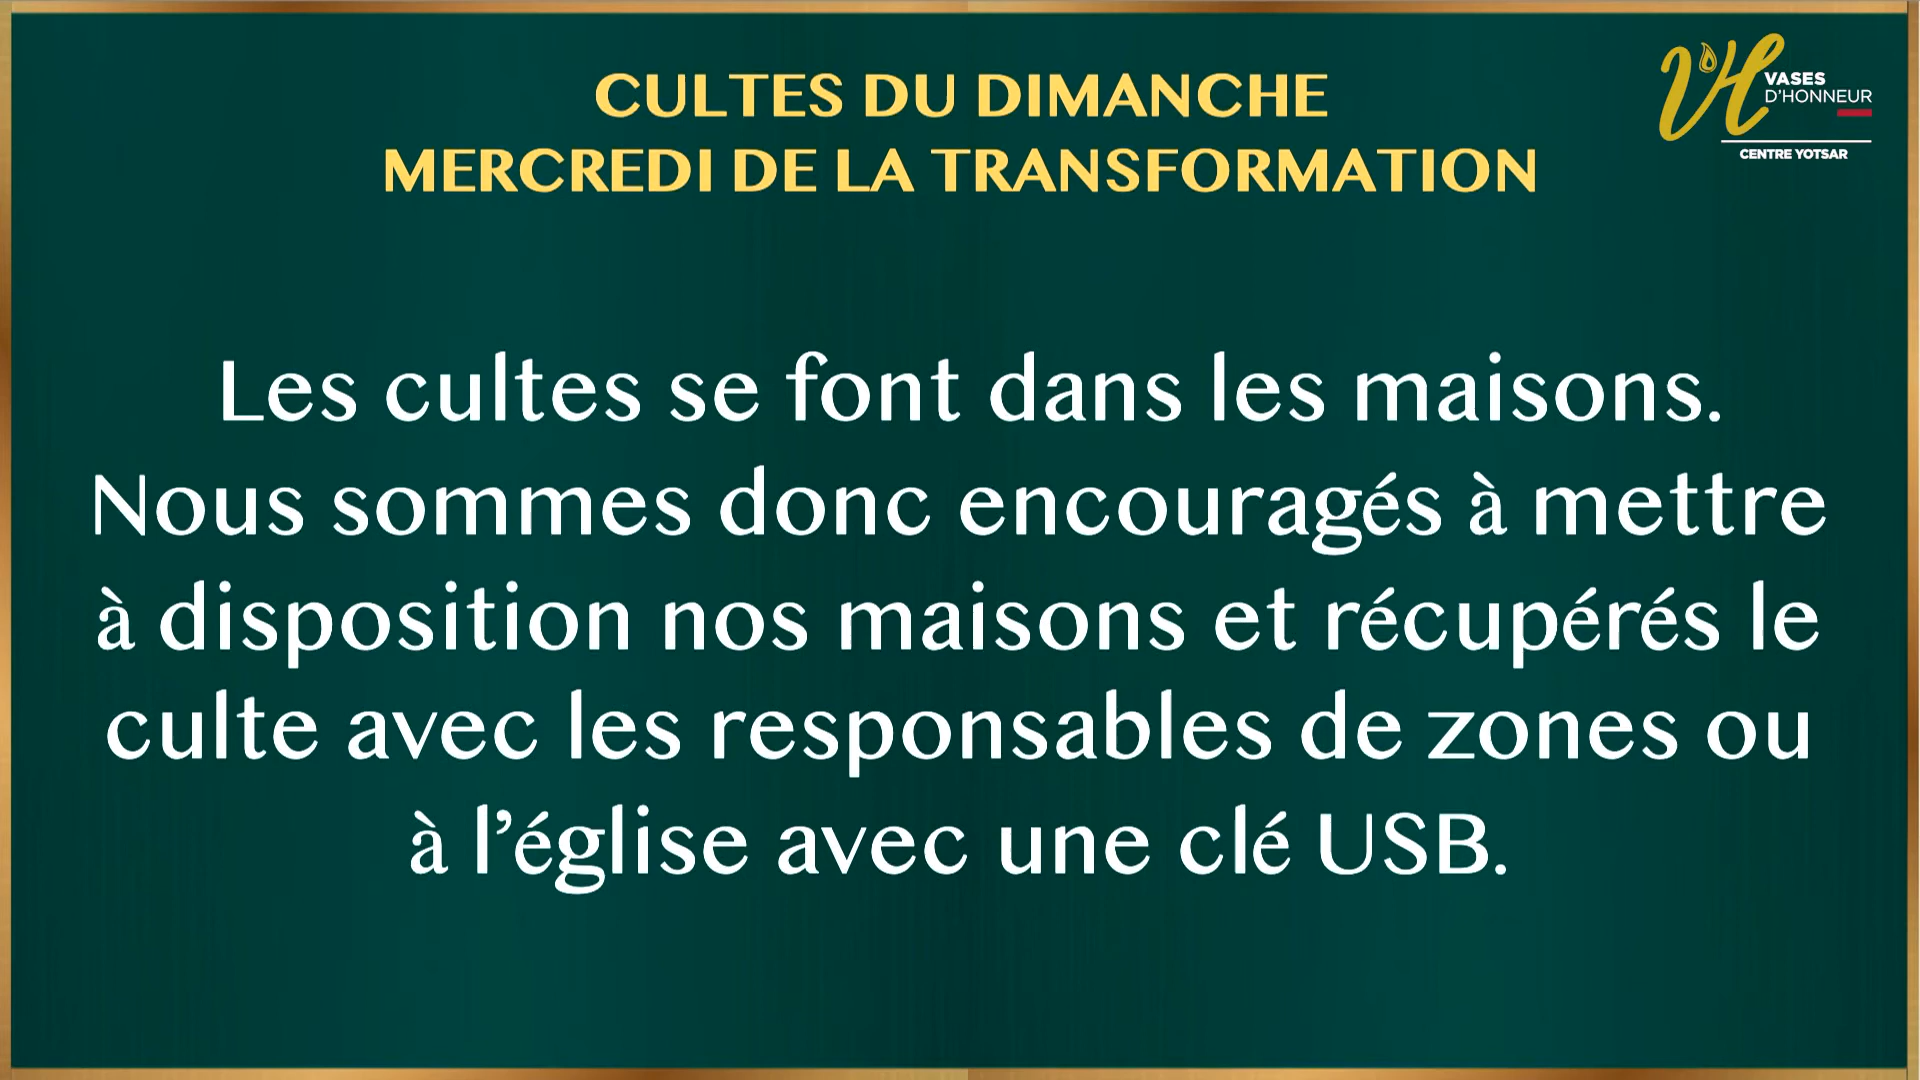 CULTES DU DIMANCHE
MERCREDI DE LA TRANSFORMATION
VH
VASES
D'HONNEUR
CENTRE YOTSAR
Les cultes se font dans les maisons.
Nous sommes donc encouragés à mettre
à disposition nos maisons et récupérés le
culte avec les responsables de zones ou
à l’église avec une clé USB.